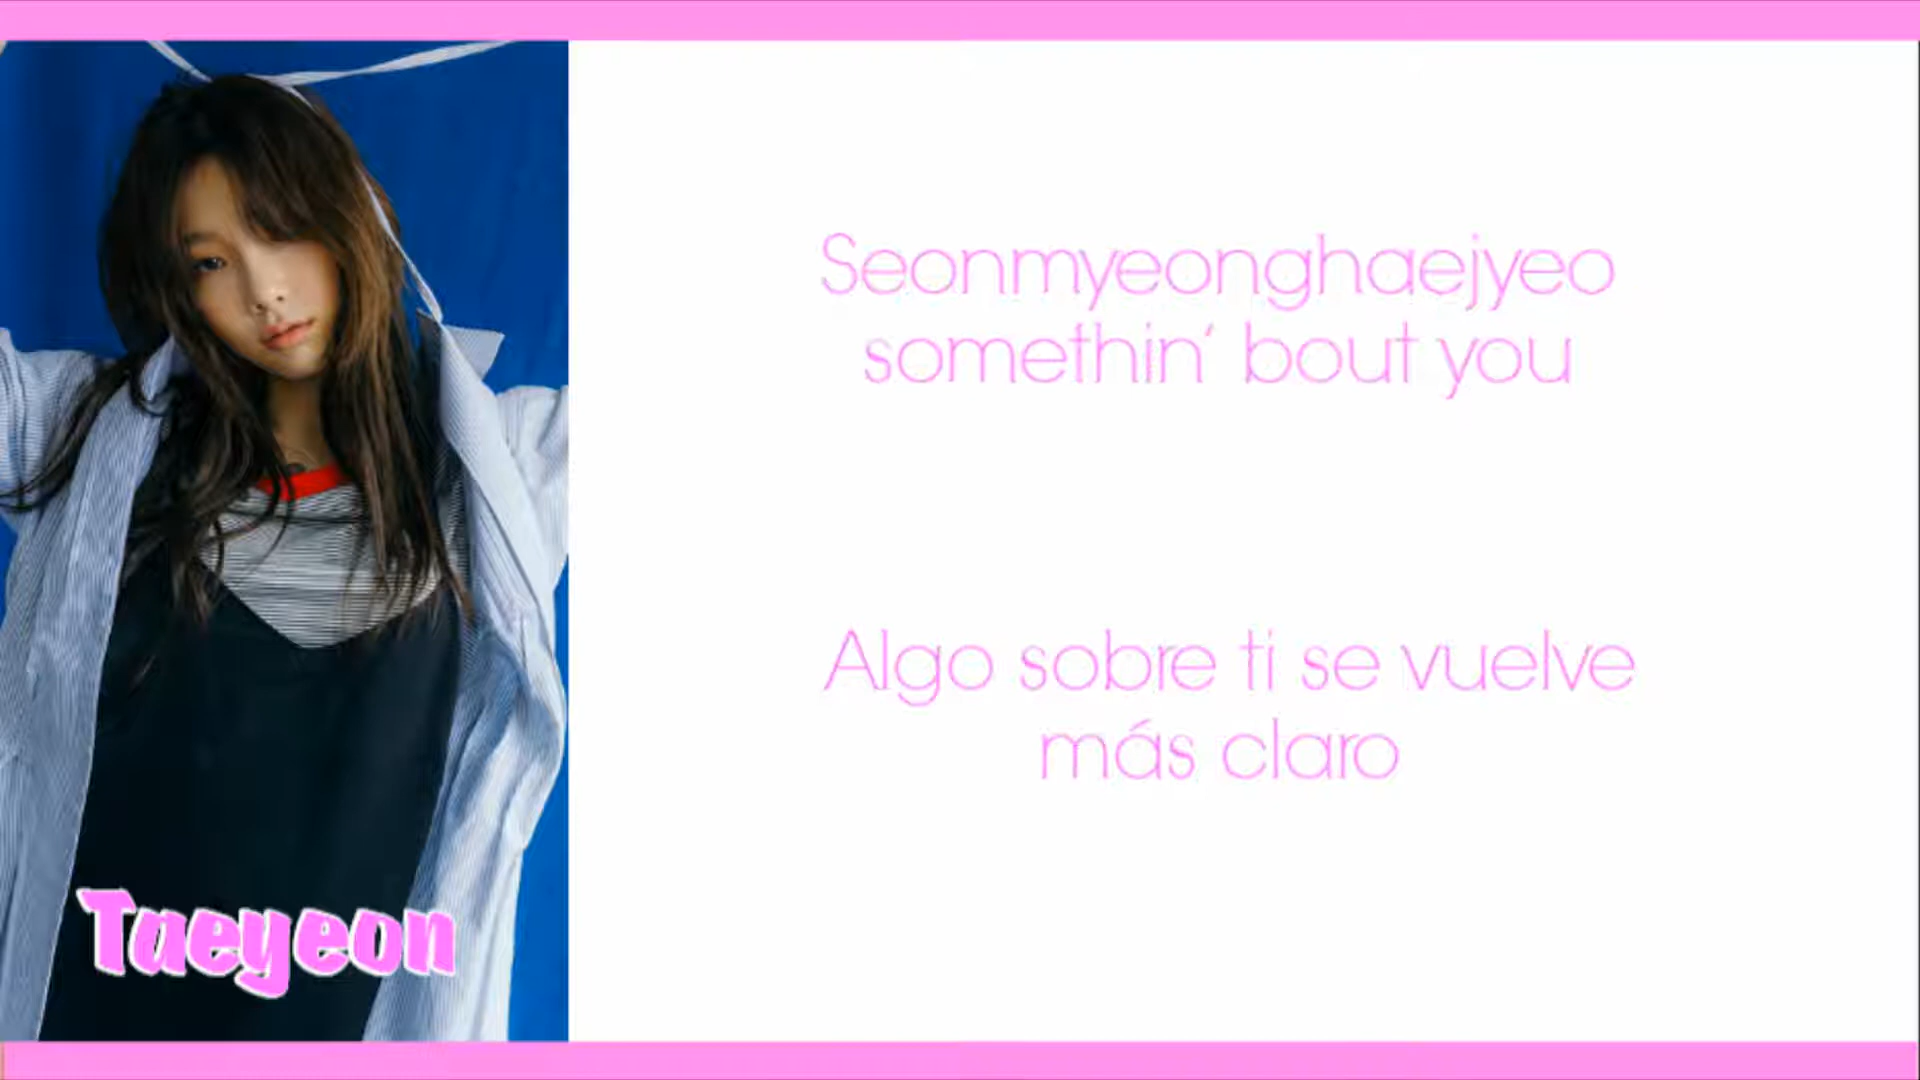 Seonmyeonghaejyeo
somethin‘ bout you
Algo sobre ti se vuelve
más claro
Taeyeon